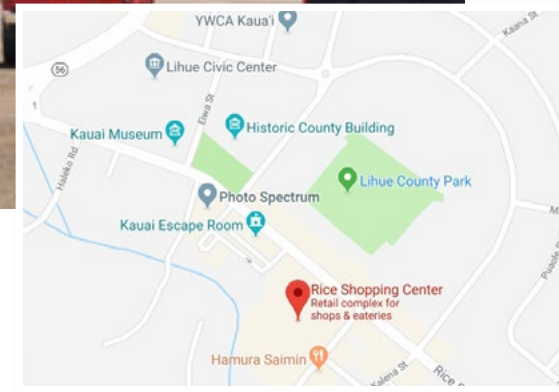 YWCA Kaua'i
Kaana St
56
Lihue Civic Center
Eiwa St
Kauai Museum
Historic County Building
Haleko Rd
Lihue County Park
Photo Spectrum
Kauai Escape Room
Rice Shopping Center
Retail complex for
shops & eateries
Hamura Saimin
Kalena St
Rice